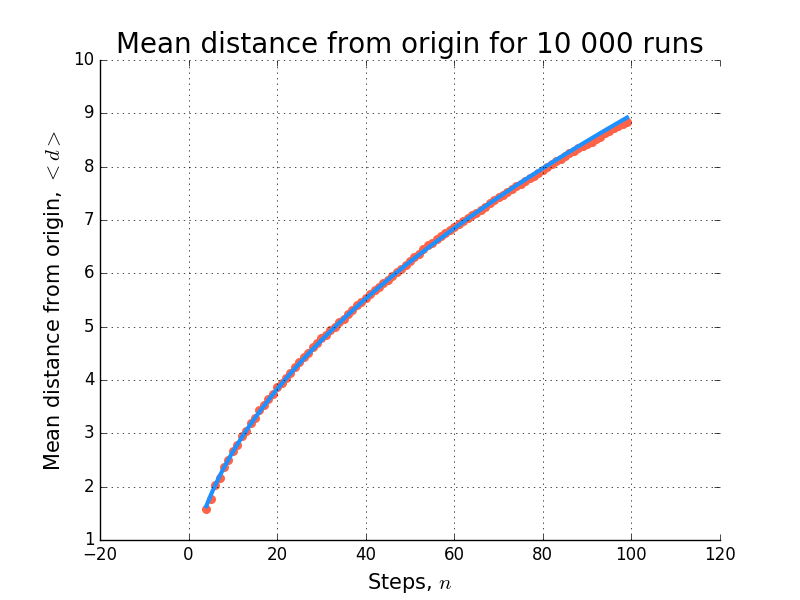 Mean distance from origin for 10 000 runs
Mean distance from origin, < d >
10
9
8
7
6
5
4
3
2
1
−20 0 20 40 60 80 100 120
Steps, n